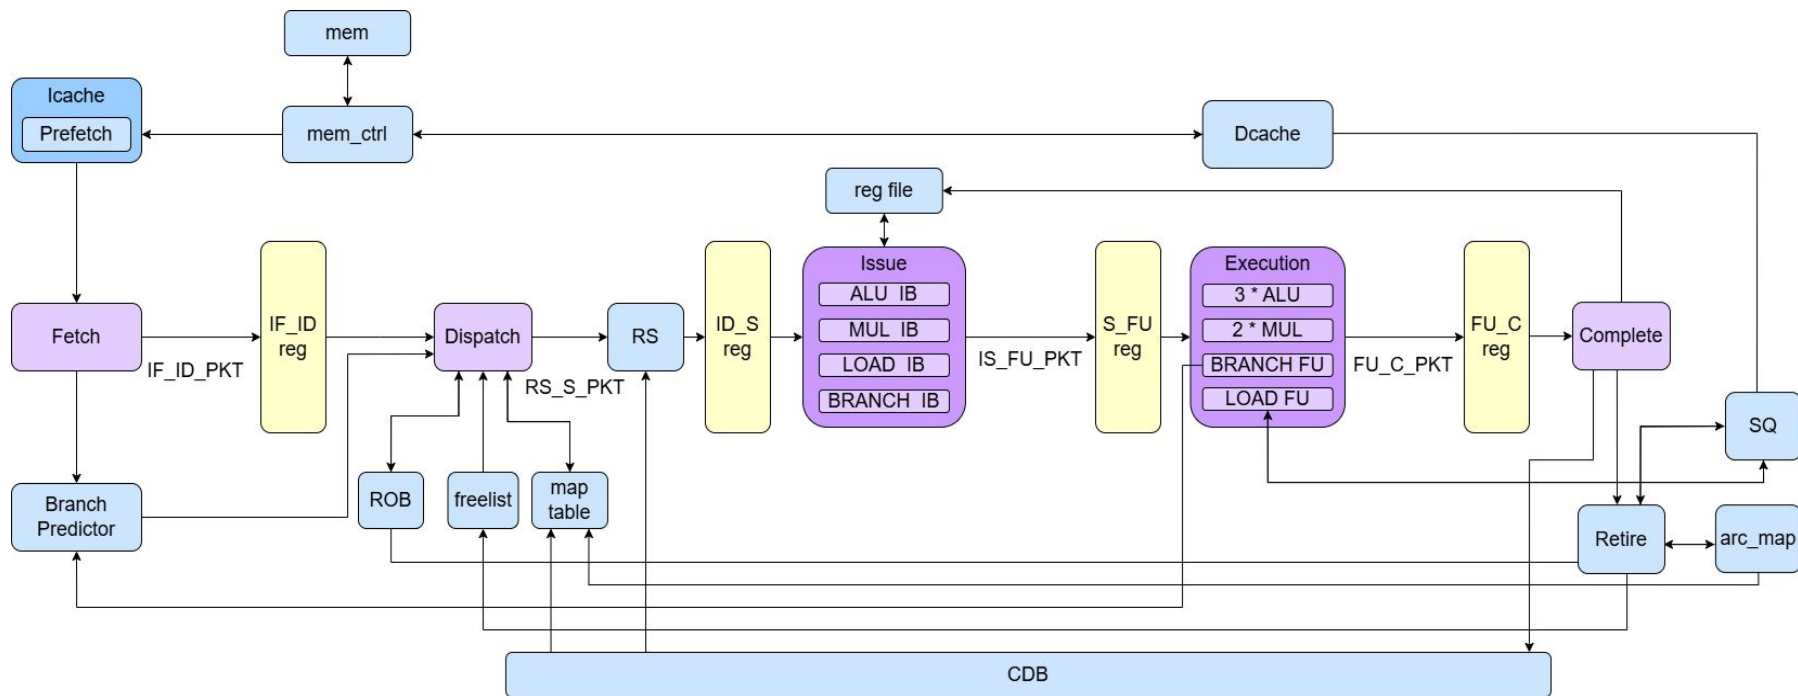 mem
Icache
Prefetch
mem_ctrl
Dcache
reg file
Fetch
IF_ID_PKT
IF_ID
reg
Dispatch
RS_S_PKT
RS
ID_S
reg
Issue
ALU IB
MUL IB
LOAD IB
BRANCH IB
IS_FU_PKT
S_FU
reg
Execution
3 * ALU
2 * MUL
BRANCH FU
LOAD FU
FU_C_PKT
FU_C
reg
Complete
SQ
Branch
Predictor
ROB
freelist
map
table
Retire
arc_map
CDB